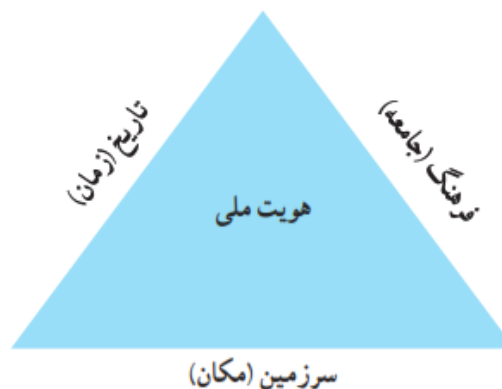 فرهنگ (جامعه)
تاریخ (زمان)
هویت ملی
سرزمین (مکان)